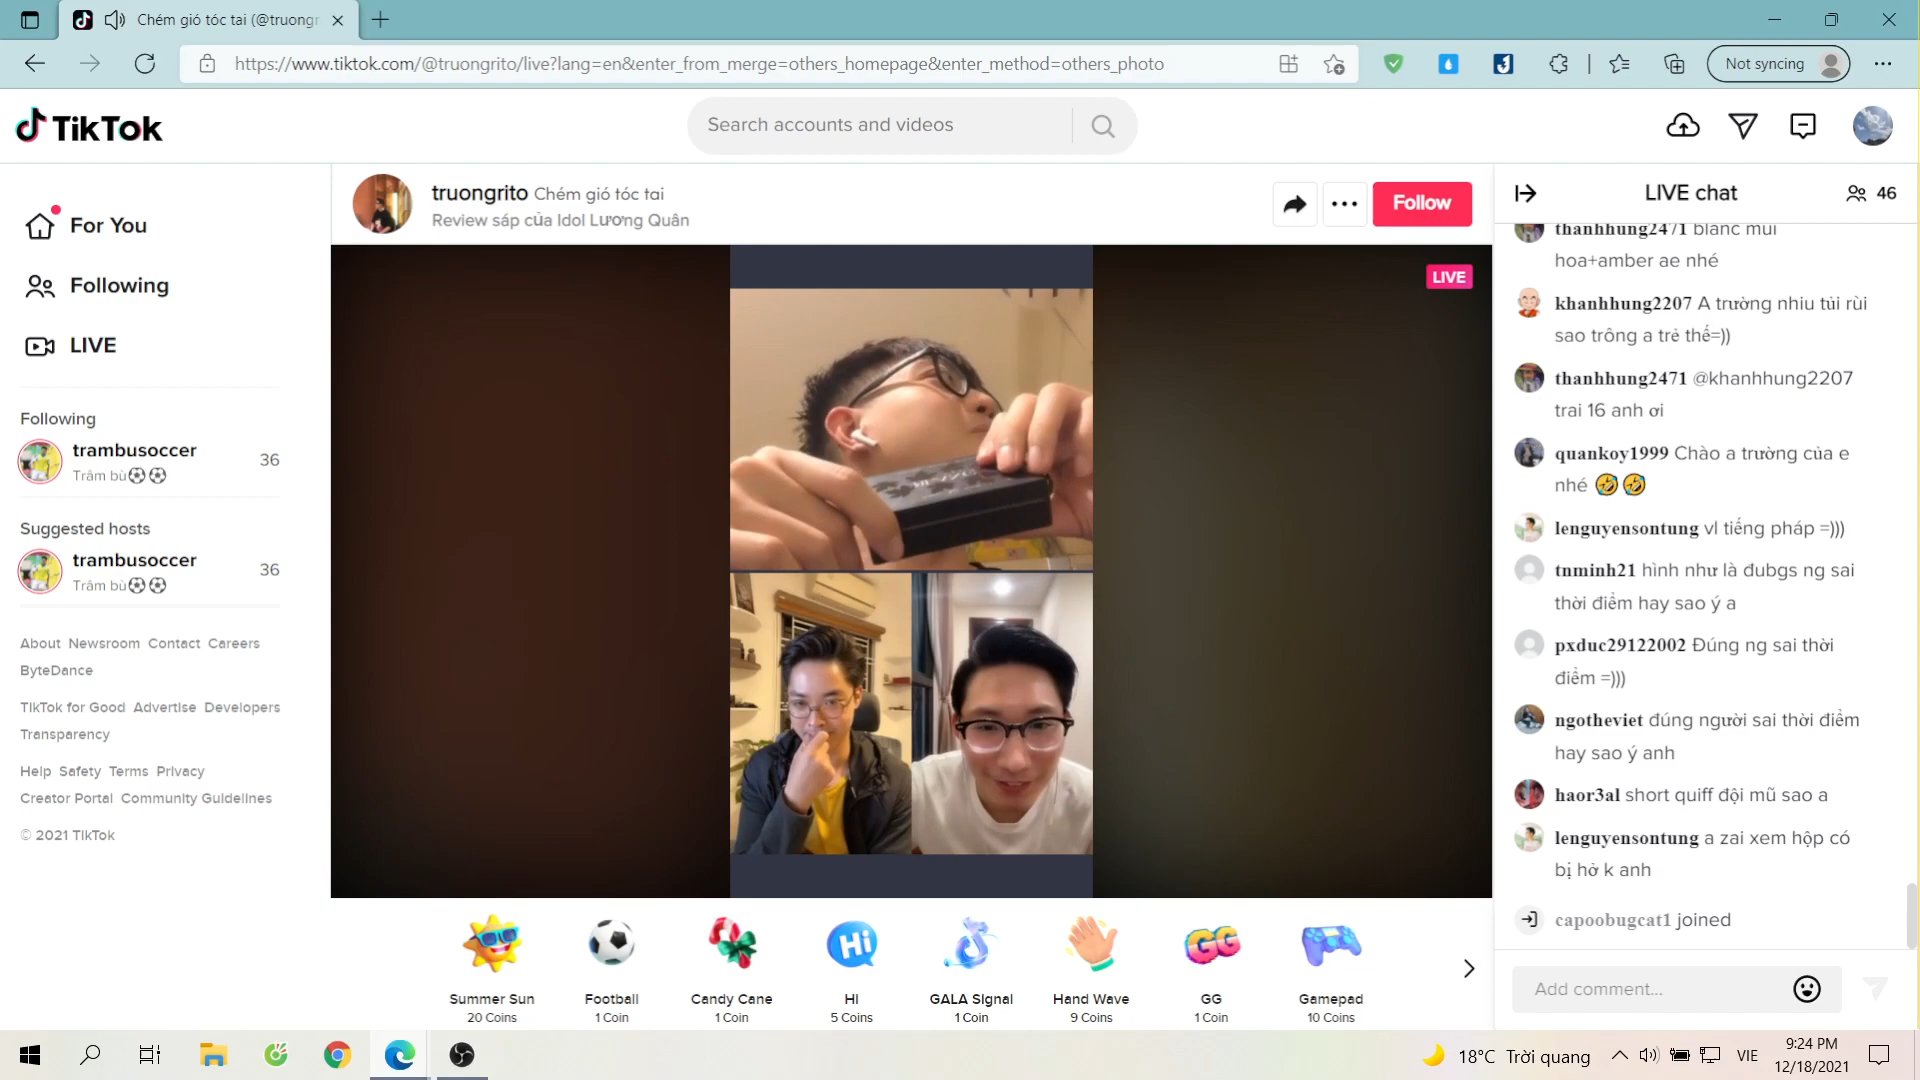 Chém gió tóc tai (@truongr
https://www.tiktok.com/@truongrito/live?lang=en&enter_from_merge=others_homepage&enter_method=others_photo
Not syncing
TikTok
Search accounts and videos
For You
Following
LIVE
Following
trambusoccer
Trâm bù
36
Suggested hosts
trambusoccer
Trâm bù
36
About Newsroom Contact Careers
ByteDance
TikTok for Good Advertise Developers
Transparency
Help Safety Terms Privacy
Creator Portal Community Guidelines
© 2021 TikTok
truongrito Chém gió tóc tai
Review sáp của Idol Lương Quân
Follow
LIVE
Summer Sun
20 Coins
Football
1 Coin
Candy Cane
1 Coin
Hi
HI
5 Coins
GALA Signal
1 Coin
Hand Wave
9 Coins
GG
GG
1 Coin
Gamepad
10 Coins
LIVE chat
46
thanhhung2471 blanc mùi
hoa+amber ae nhé
khanhhung2207 A trường nhiu tủi rùi
sao trông a trẻ thế=))
thanhhung2471 @khanhhung2207
trai 16 anh ơi
quankoy1999 Chào a trường của e
nhé 🤣🤣
lenguyensontung vl tiếng pháp =)))
tnminh21 hình như là đubgs ng sai
thời điểm hay sao ý a
pxduc29122002 Đúng ng sai thời
điểm =)))
ngotheviet đúng người sai thời điểm
hay sao ý anh
haor3al short quiff đội mũ sao a
lenguyensontung a zai xem hộp có
bị hở k anh
capoobugcat1 joined
Add comment...
18°C Trời quang
VIE
9:24 PM
12/18/2021